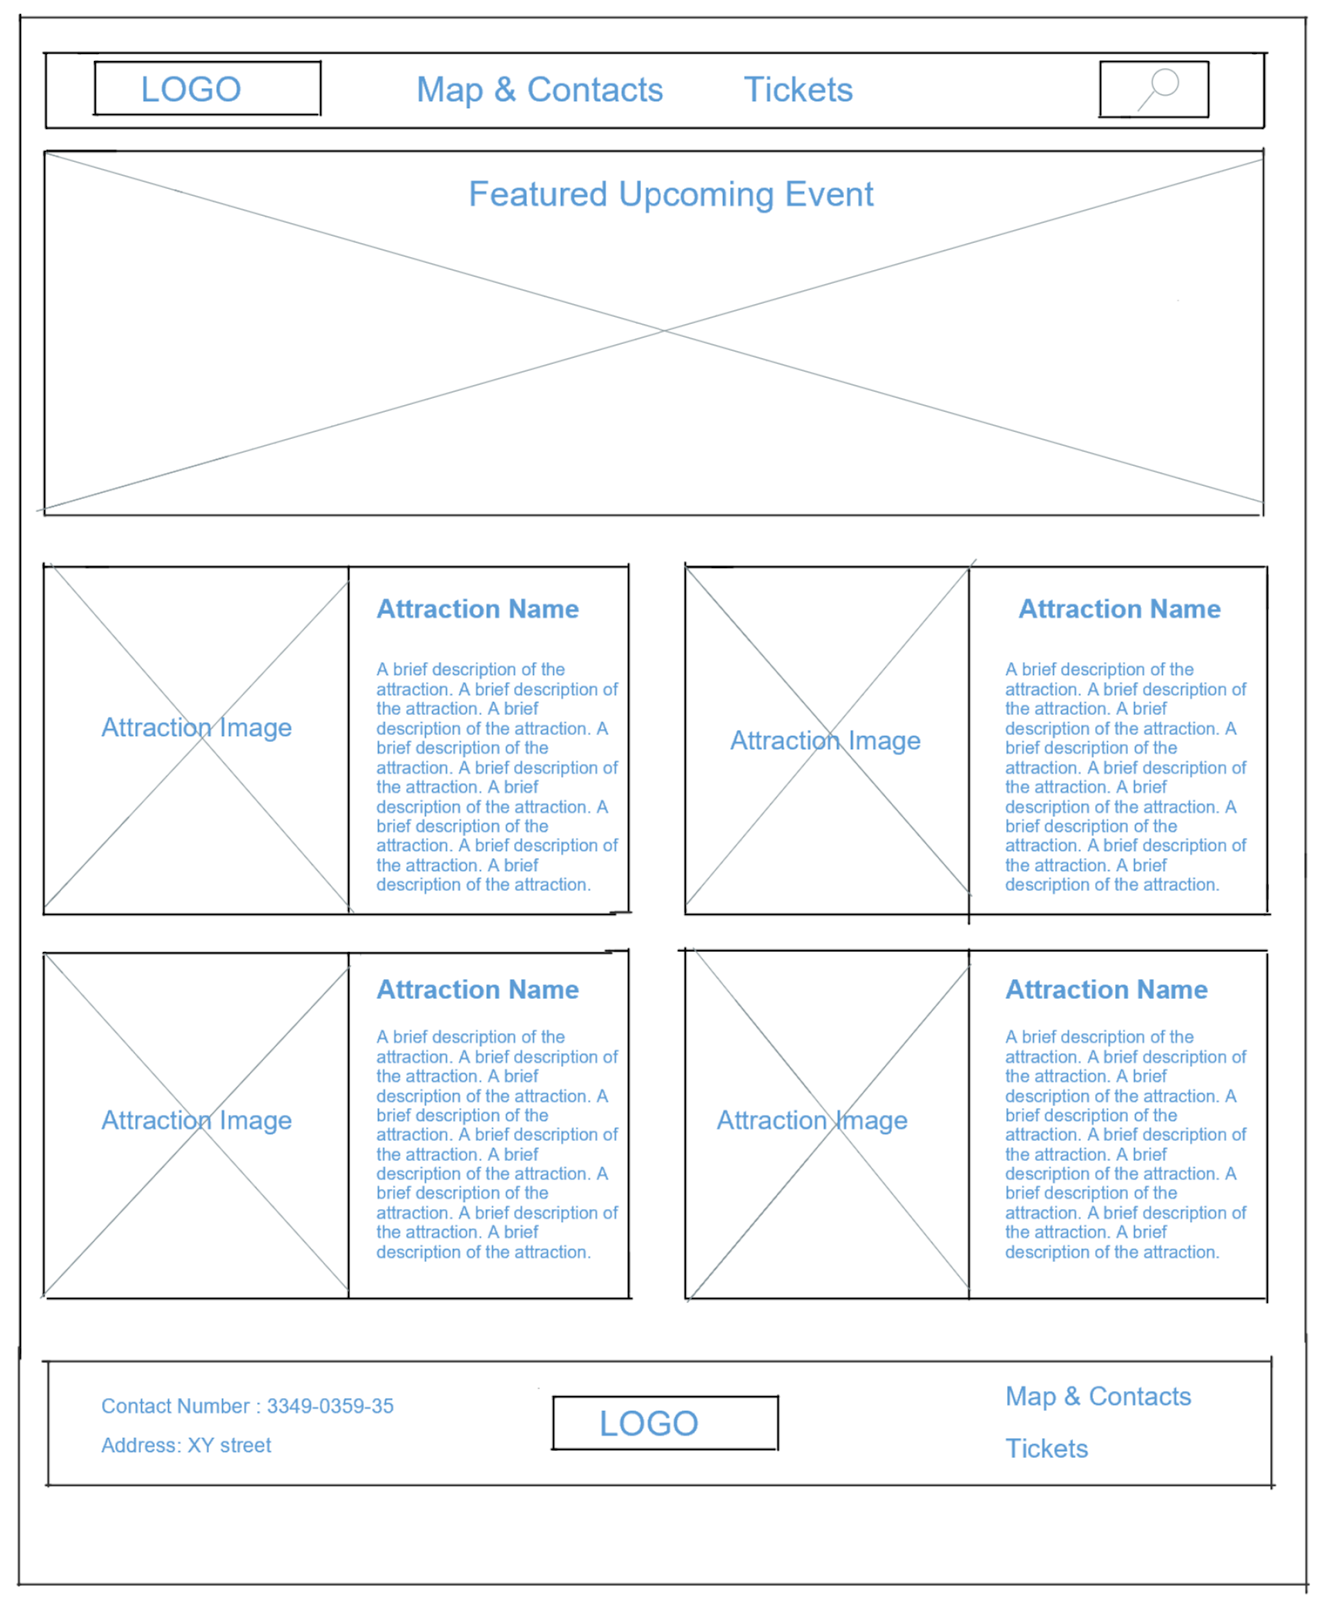 LOGO
Map & Contacts
Tickets
Featured Upcoming Event
Attraction Image
Attraction Name
A brief description of the
attraction. A brief description of
the attraction. A brief
description of the attraction. A
brief description of the
attraction. A brief description of
the attraction. A brief
description of the attraction. A
brief description of the
attraction. A brief description of
the attraction. A brief
description of the attraction.
Attraction Image
Attraction Name
A brief description of the
attraction. A brief description of
the attraction. A brief
description of the attraction. A
brief description of the
attraction. A brief description of
the attraction. A brief
description of the attraction. A
brief description of the
attraction. A brief description of
the attraction. A brief
description of the attraction.
Attraction Image
Attraction Name
A brief description of the
attraction. A brief description of
the attraction. A brief
description of the attraction. A
brief description of the
attraction. A brief description of
the attraction. A brief
description of the attraction. A
brief description of the
attraction. A brief description of
the attraction. A brief
description of the attraction.
Attraction Image
Attraction Name
A brief description of the
attraction. A brief description of
the attraction. A brief
description of the attraction. A
brief description of the
attraction. A brief description of
the attraction. A brief
description of the attraction. A
brief description of the
attraction. A brief description of
the attraction. A brief
description of the attraction.
Contact Number : 3349-0359-35
Address: XY street
LOGO
Map & Contacts
Tickets